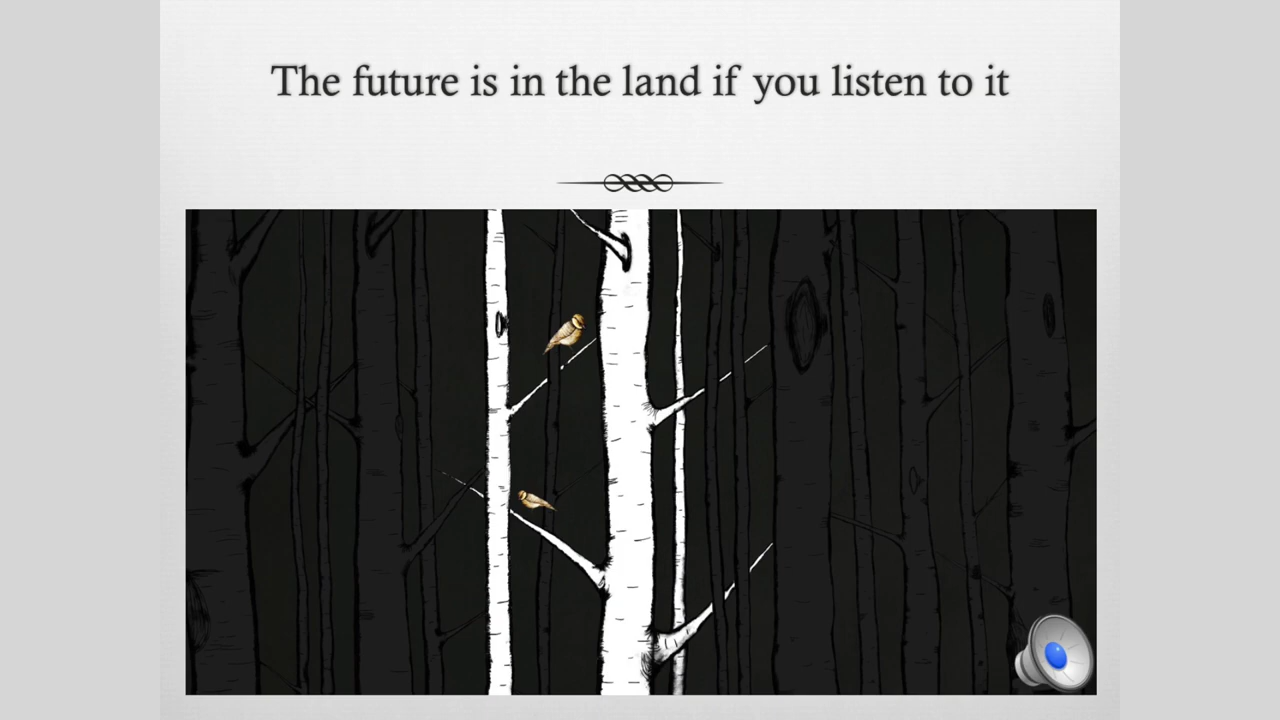 The future is in the land if you listen to it